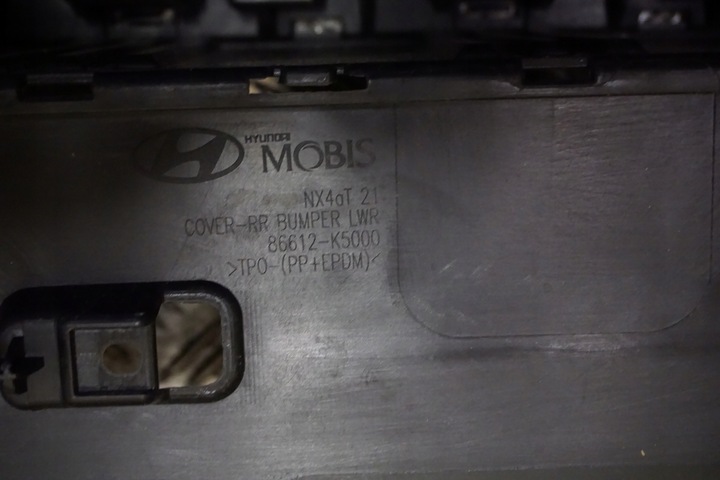 HYUNDAI
MOBIS
NX4aT 21
COVER-RR BUMPER LWR
86612-K5000
>TPO-(PP+EPDM)<